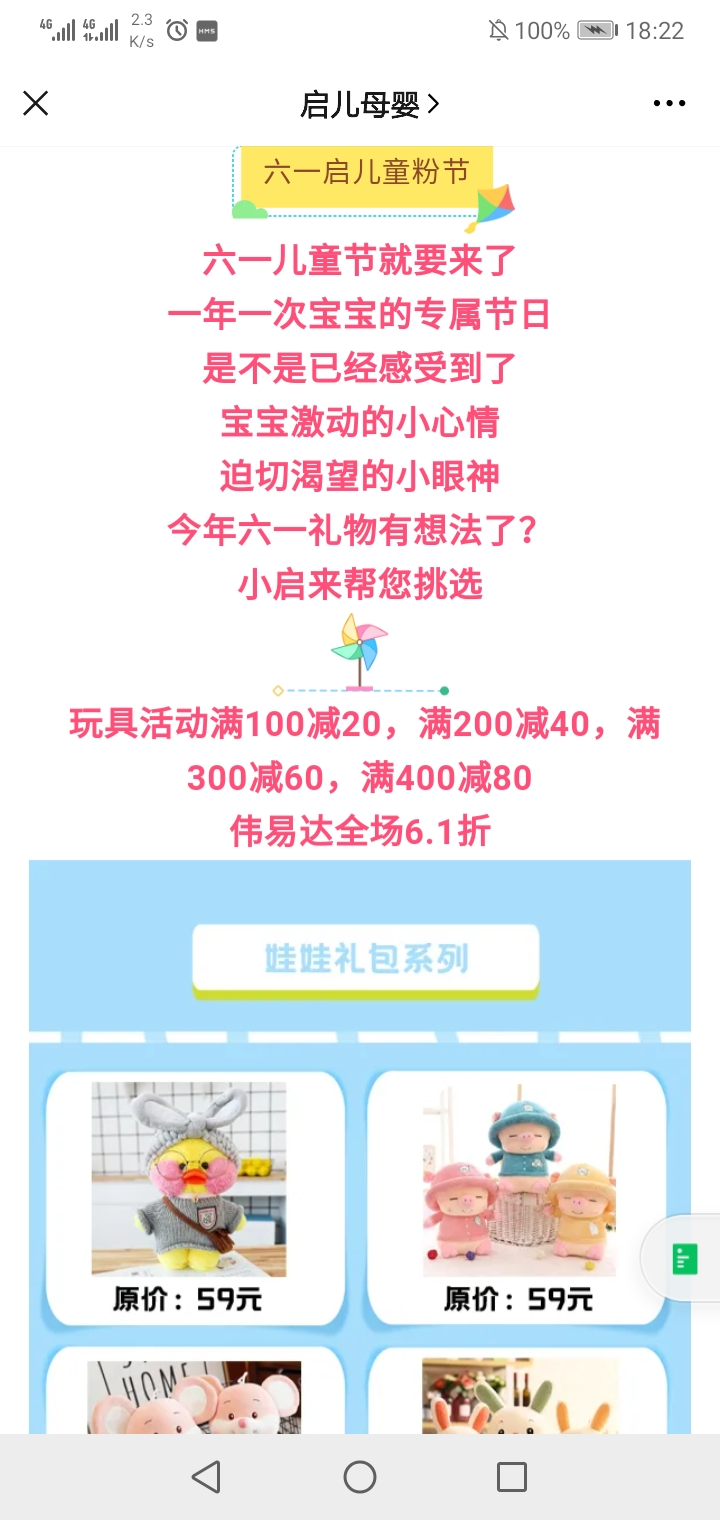 4G 4G 2.3 K/s HMS 100% 18:22
启儿母婴
六一启儿童粉节
六一儿童节就要来了
一年一次宝宝的专属节日
是不是已经感受到了
宝宝激动的小心情
迫切渴望的小眼神
今年六一礼物有想法了?
小启来帮您挑选
玩具活动满100减20，满200减40，满
300减60，满400减80
伟易达全场6.1折
娃娃礼包系列
原价：59元
原价：59元
HOME